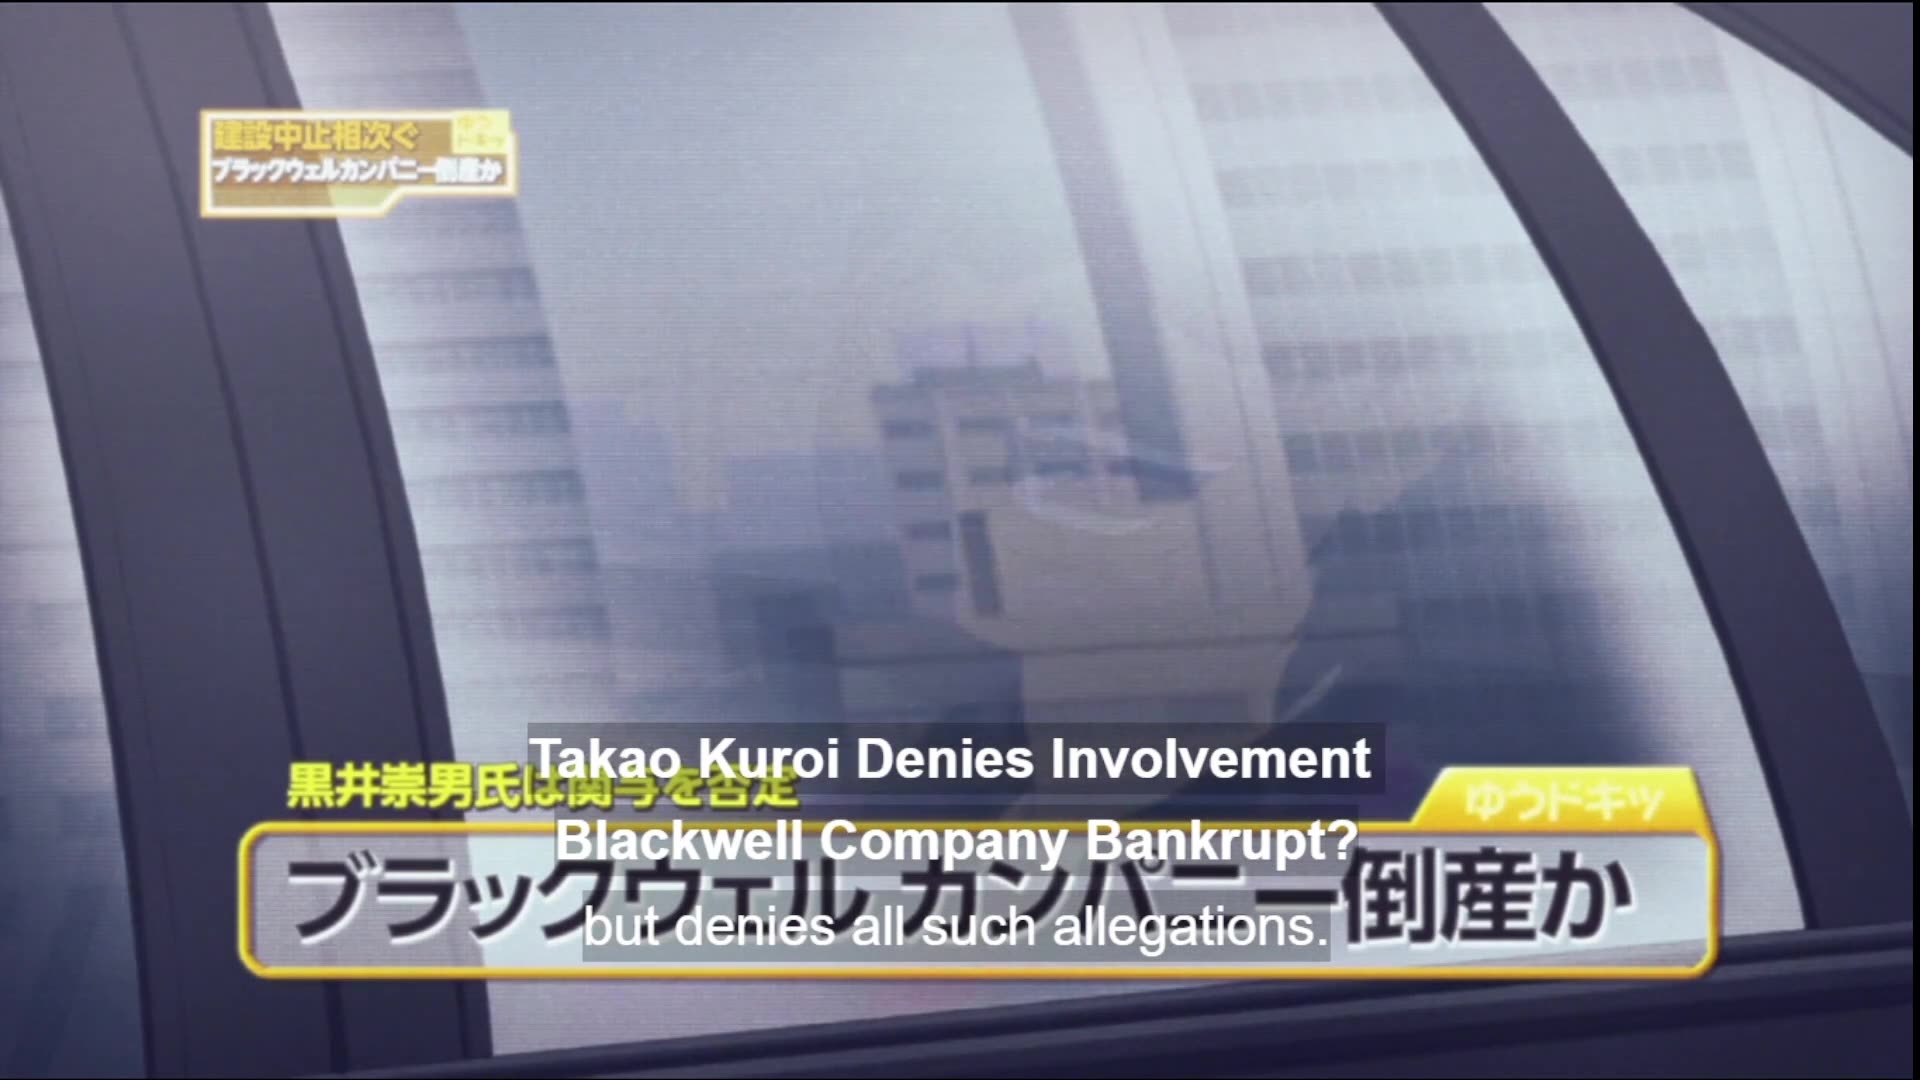 建設中止相次ぐ
ゆうドキッ
ブラックウェルカンパニー倒産か
黒井崇男氏は関与を否定
ゆうドキッ
ブラックウェルカンパニー倒産か
Takao Kuroi Denies Involvement
Blackwell Company Bankrupt?
but denies all such allegations.